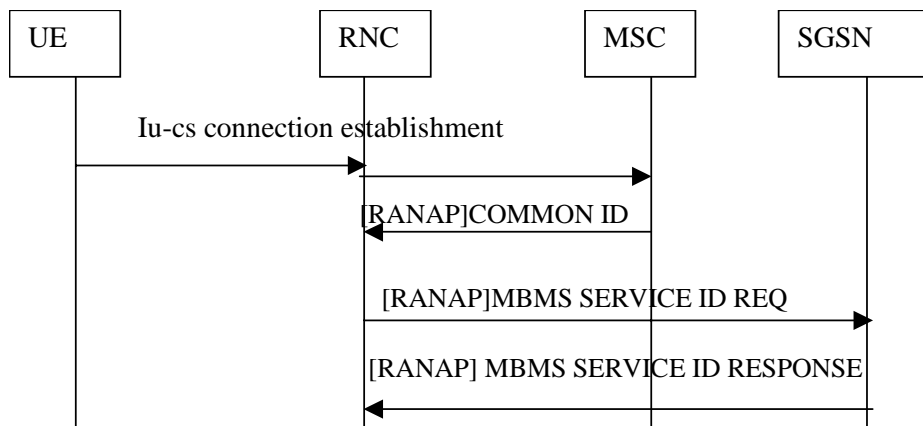 UE
RNC
MSC
SGSN
Iu-cs connection establishment
[RANAP]COMMON ID
[RANAP]MBMS SERVICE ID REQ
[RANAP] MBMS SERVICE ID RESPONSE